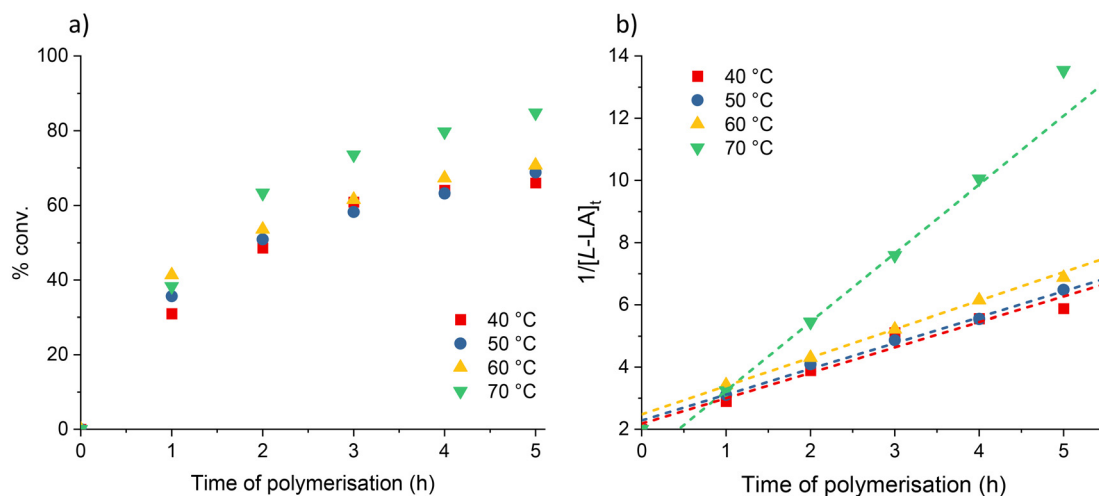 a)
100
80
60
40
20
0
% conv.
40 °C
50 °C
60 °C
70 °C
0 1 2 3 4 5
Time of polymerisation (h)
b)
14
12
10
8
6
4
2
1/[L-LA]t
40 °C
50 °C
60 °C
70 °C
0 1 2 3 4 5
Time of polymerisation (h)